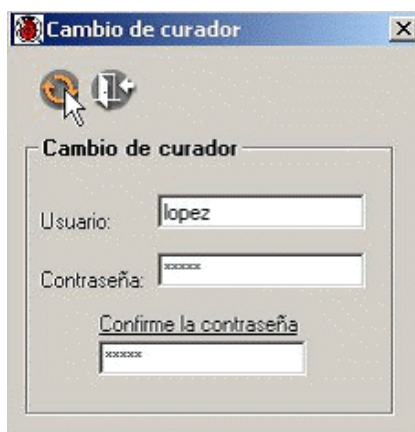 Cambio de curador
Cambio de curador
Usuario: lopez
Contraseña: xxxxx
Confirme la contraseña
xxxxx